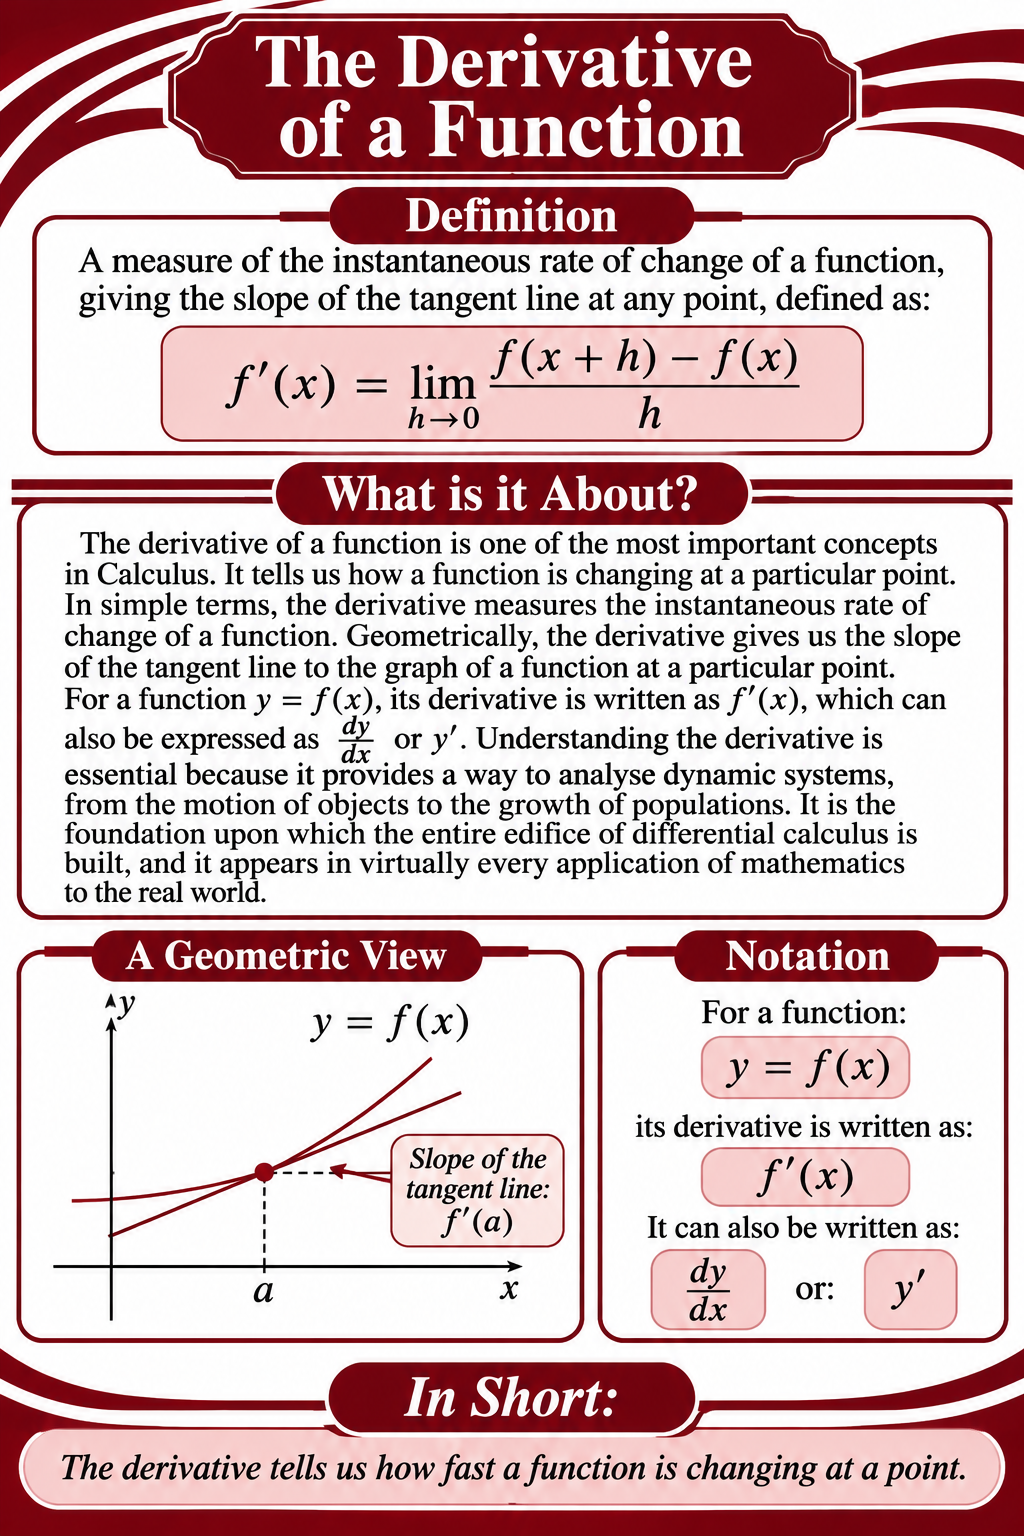 The Derivative
of a Function
Definition
A measure of the instantaneous rate of change of a function,
giving the slope of the tangent line at any point, defined as:
f′(x) = lim h→0 (f(x + h) − f(x)) / h
What is it About?
The derivative of a function is one of the most important concepts
in Calculus. It tells us how a function is changing at a particular point.
In simple terms, the derivative measures the instantaneous rate of
change of a function. Geometrically, the derivative gives us the slope
of the tangent line to the graph of a function at a particular point.
For a function y = f(x), its derivative is written as f′(x), which can
also be expressed as dy/dx or y′. Understanding the derivative is
essential because it provides a way to analyse dynamic systems,
from the motion of objects to the growth of populations. It is the
foundation upon which the entire edifice of differential calculus is
built, and it appears in virtually every application of mathematics
to the real world.
A Geometric View
y
y = f(x)
Slope of the
tangent line:
f′(a)
a
x
Notation
For a function:
y = f(x)
its derivative is written as:
f′(x)
It can also be written as:
dy/dx or: y′
In Short:
The derivative tells us how fast a function is changing at a point.